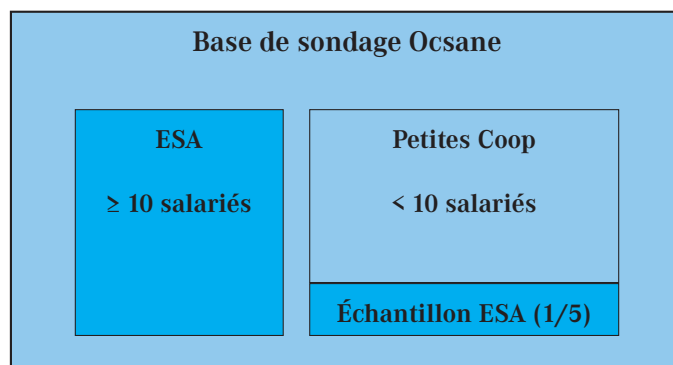 Base de sondage Ocsane
ESA
≥ 10 salariés
Petites Coop
< 10 salariés
Échantillon ESA (1/5)